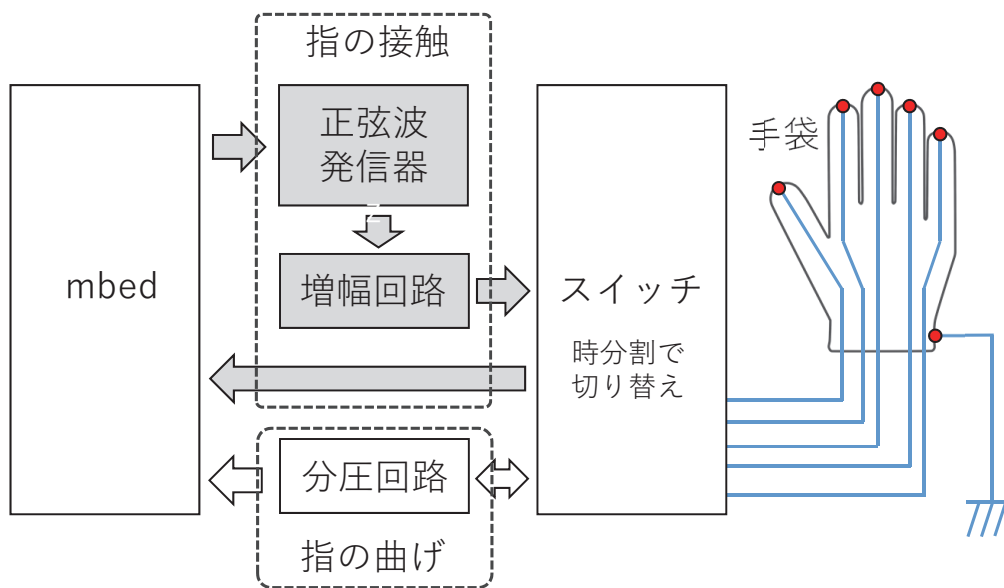 指の接触
正弦波
発信器
z
増幅回路
mbed
スイッチ
時分割で
切り替え
手袋
分圧回路
指の曲げ